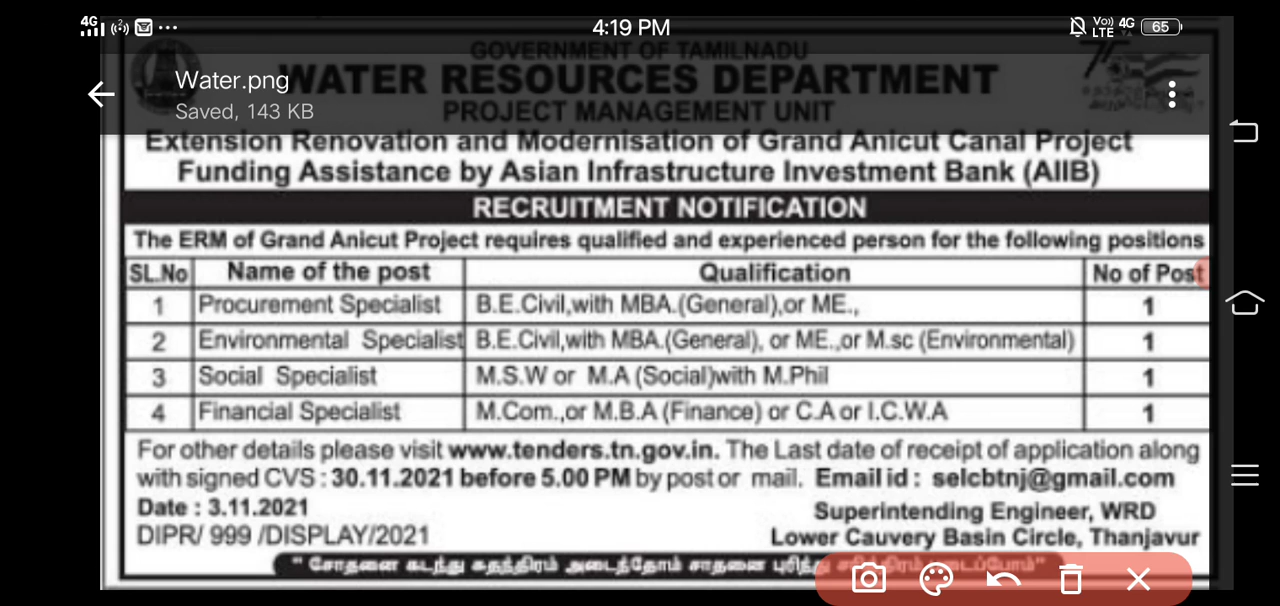 4G ... 4:19 PM Vo) LTE 4G 65
GOVERNMENT OF TAMILNADU
Water.png
WATER RESOURCES DEPARTMENT
Saved, 143 KB
PROJECT MANAGEMENT UNIT
Extension Renovation and Modernisation of Grand Anicut Canal Project
Funding Assistance by Asian Infrastructure Investment Bank (AIIB)
RECRUITMENT NOTIFICATION
The ERM of Grand Anicut Project requires qualified and experienced person for the following positions
SL.No Name of the post Qualification No of Post
1 Procurement Specialist B.E.Civil,with MBA.(General),or ME., 1
2 Environmental Specialist B.E.Civil,with MBA.(General), or ME.,or M.sc (Environmental) 1
3 Social Specialist M.S.W or M.A (Social)with M.Phil 1
4 Financial Specialist M.Com.,or M.B.A (Finance) or C.A or I.C.W.A 1
For other details please visit www.tenders.tn.gov.in. The Last date of receipt of application along
with signed CVS : 30.11.2021 before 5.00 PM by post or mail. Email id : selcbtnj@gmail.com
Date : 3.11.2021
Superintending Engineer, WRD
DIPR/ 999 /DISPLAY/2021
Lower Cauvery Basin Circle, Thanjavur
" சோதனை கடந்து சுதந்திரம் அடைந்தோம் சாதனை